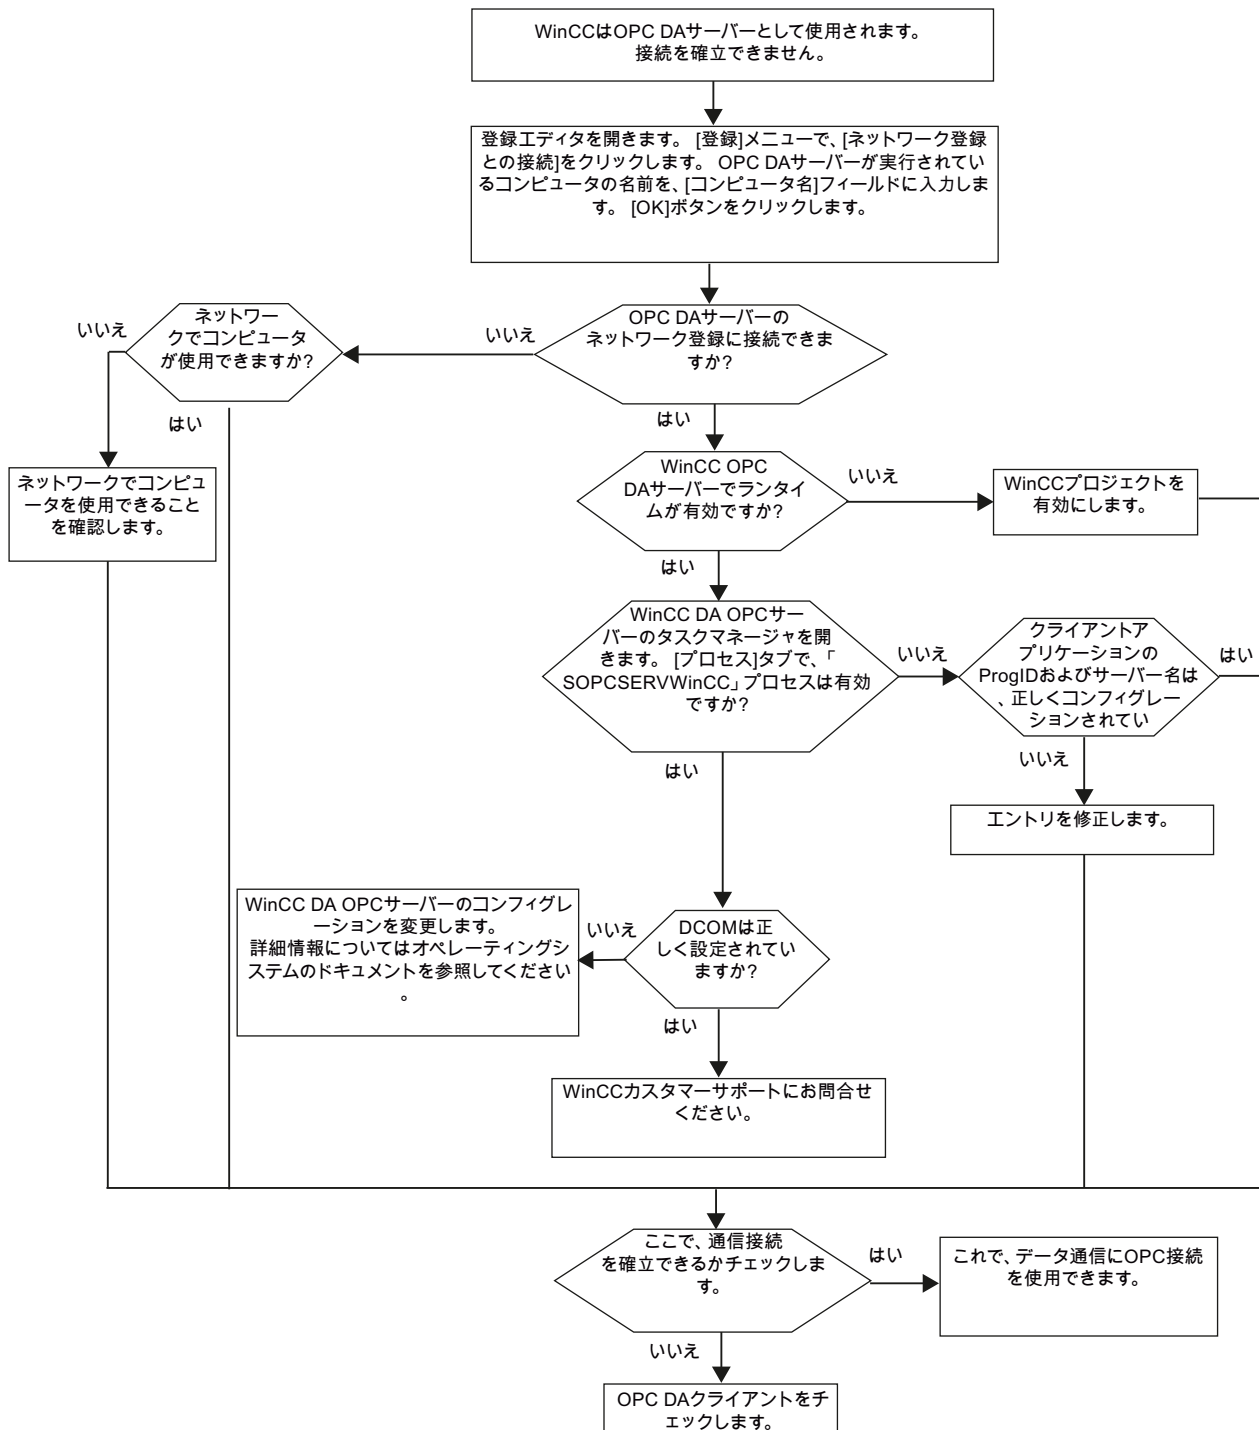 WinCCはOPC DAサーバーとして使用されます。
接続を確立できません。
登録エディタを開きます。 [登録]メニューで、[ネットワーク登録
との接続]をクリックします。 OPC DAサーバーが実行されてい
るコンピュータの名前を、[コンピュータ名]フィールドに入力しま
す。 [OK]ボタンをクリックします。
OPC DAサーバーの
ネットワーク登録に接続できま
すか?
いいえ
ネットワー
クでコンピュータ
が使用できますか?
いいえ
はい
はい
ネットワークでコンピュ
ータを使用できること
を確認します。
WinCC OPC
DAサーバーでランタイ
ムが有効ですか?
いいえ
WinCCプロジェクトを
有効にします。
はい
WinCC DA OPCサー
バーのタスクマネージャを開
きます。 [プロセス]タブで、「
SOPCSERVWinCC」プロセスは有効
ですか?
いいえ
クライアントア
プリケーションの
ProgIDおよびサーバー名は
、正しくコンフィグレー
ションされてい
はい
いいえ
はい
エントリを修正します。
WinCC DA OPCサーバーのコンフィグレ
ーションを変更します。
詳細情報についてはオペレーティングシ
ステムのドキュメントを参照してください
。
いいえ
DCOMは正
しく設定されてい
ますか?
はい
WinCCカスタマーサポートにお問合せ
ください。
ここで、通信接続
を確立できるかチェックしま
す。
はい
これで、データ通信にOPC接続
を使用できます。
いいえ
OPC DAクライアントをチ
ェックします。